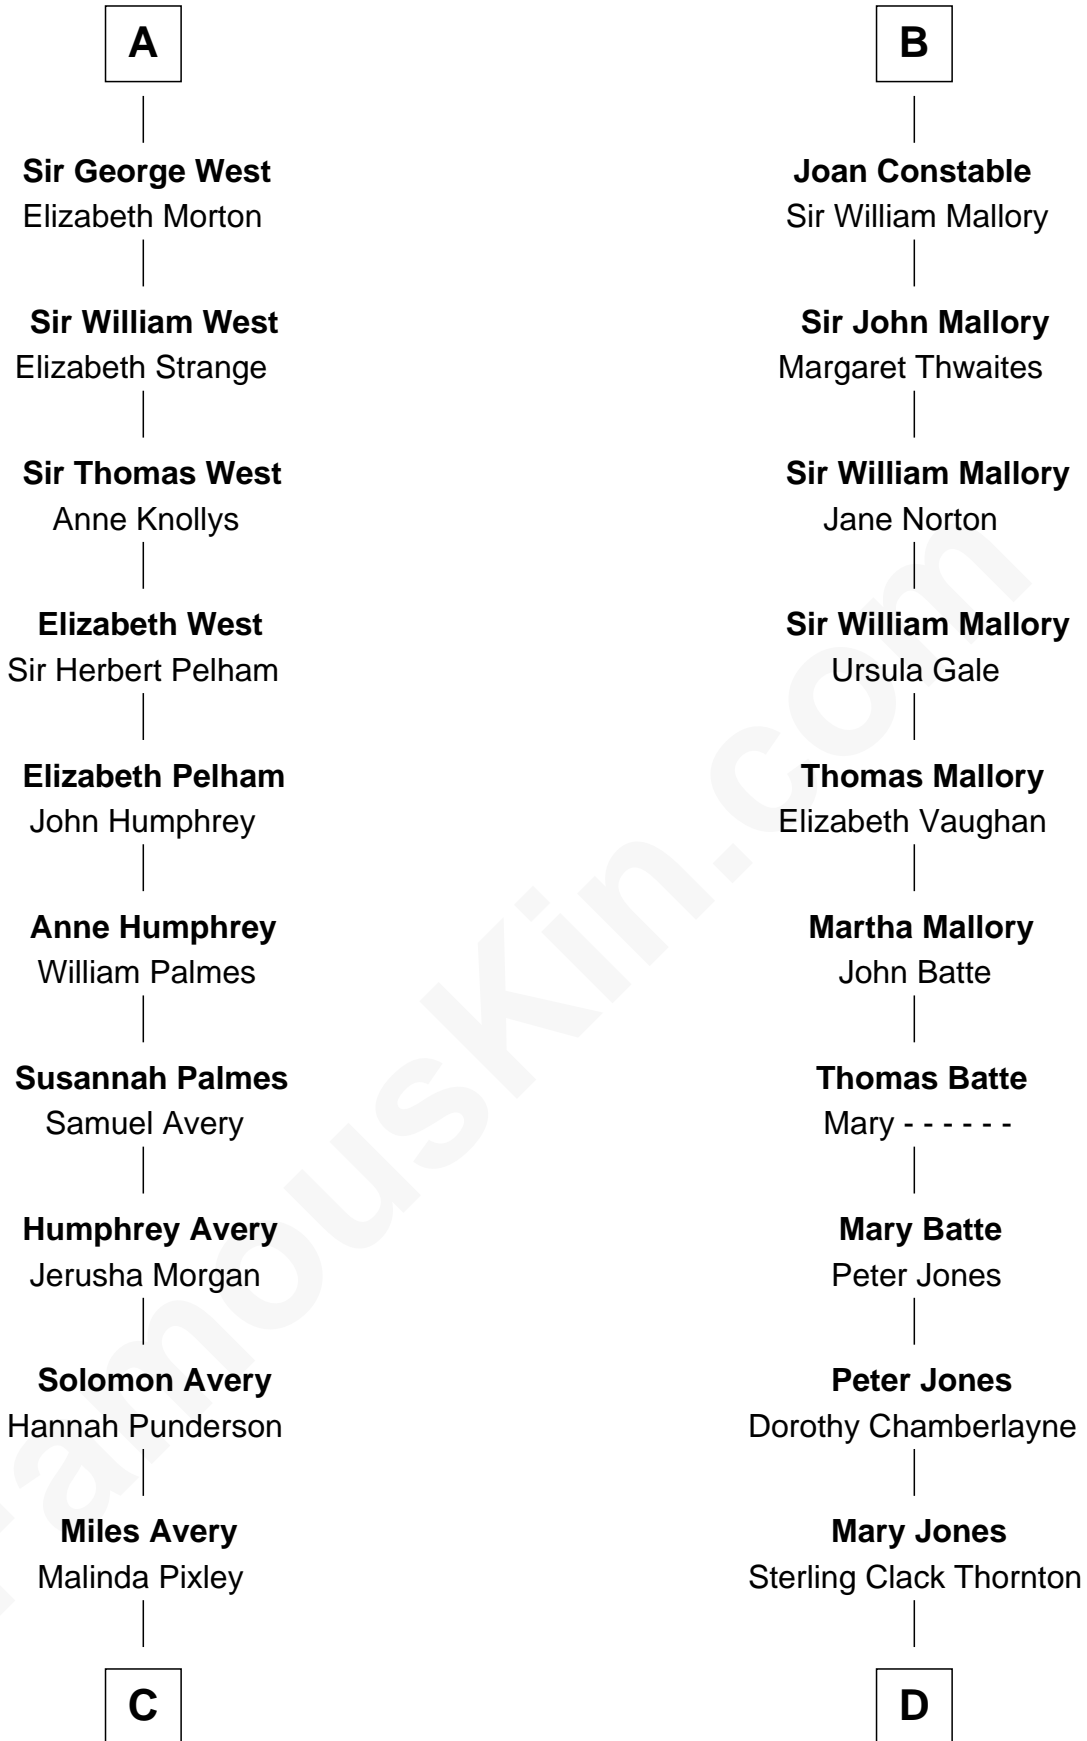 A
Sir George West
Elizabeth Morton
Sir William West
Elizabeth Strange
Sir Thomas West
Anne Knollys
Elizabeth West
Sir Herbert Pelham
Elizabeth Pelham
John Humphrey
Anne Humphrey
William Palmes
Susannah Palmes
Samuel Avery
Humphrey Avery
Jerusha Morgan
Solomon Avery
Hannah Punderson
Miles Avery
Malinda Pixley
C
B
Joan Constable
Sir William Mallory
Sir John Mallory
Margaret Thwaites
Sir William Mallory
Jane Norton
Sir William Mallory
Ursula Gale
Thomas Mallory
Elizabeth Vaughan
Martha Mallory
John Batte
Thomas Batte
Mary - - - - - -
Mary Batte
Peter Jones
Peter Jones
Dorothy Chamberlayne
Mary Jones
Sterling Clack Thornton
D
FamousKin.com